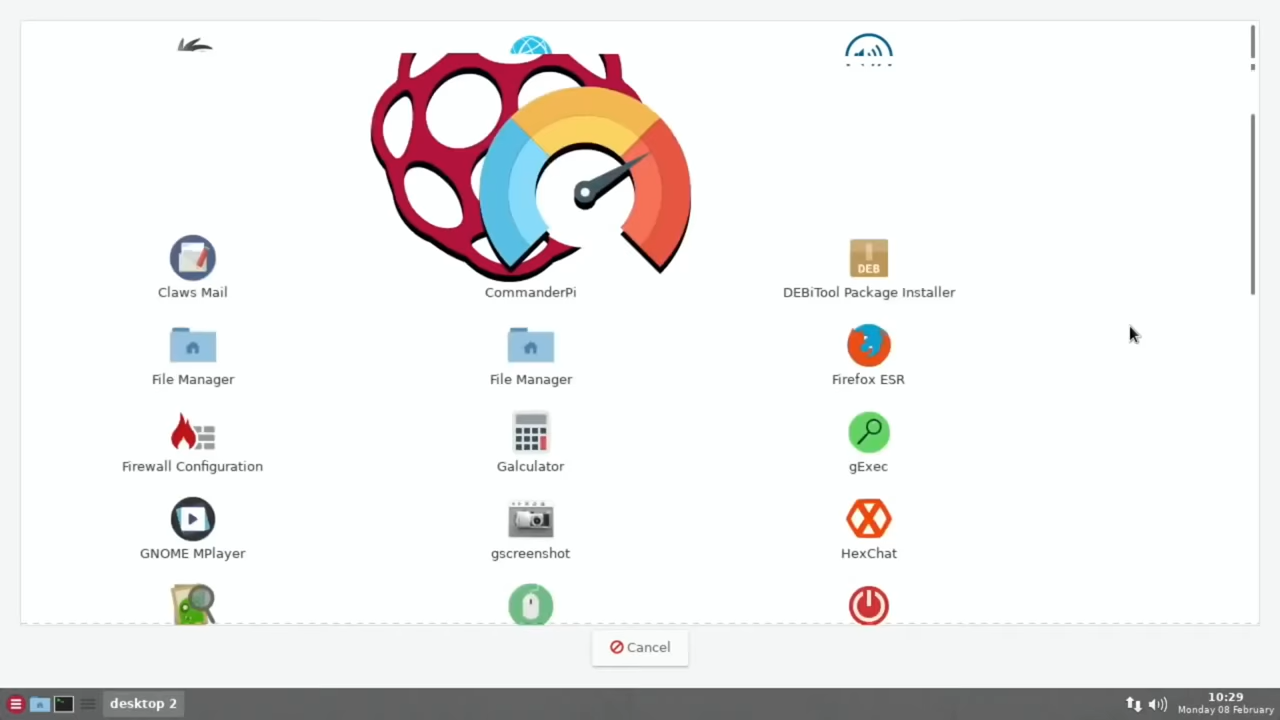 Claws Mail
CommanderPi
DEB
DEBiTool Package Installer
File Manager
File Manager
Firefox ESR
Firewall Configuration
Galculator
gExec
GNOME MPlayer
gscreenshot
HexChat
Cancel
desktop 2
10:29
Monday 08 February